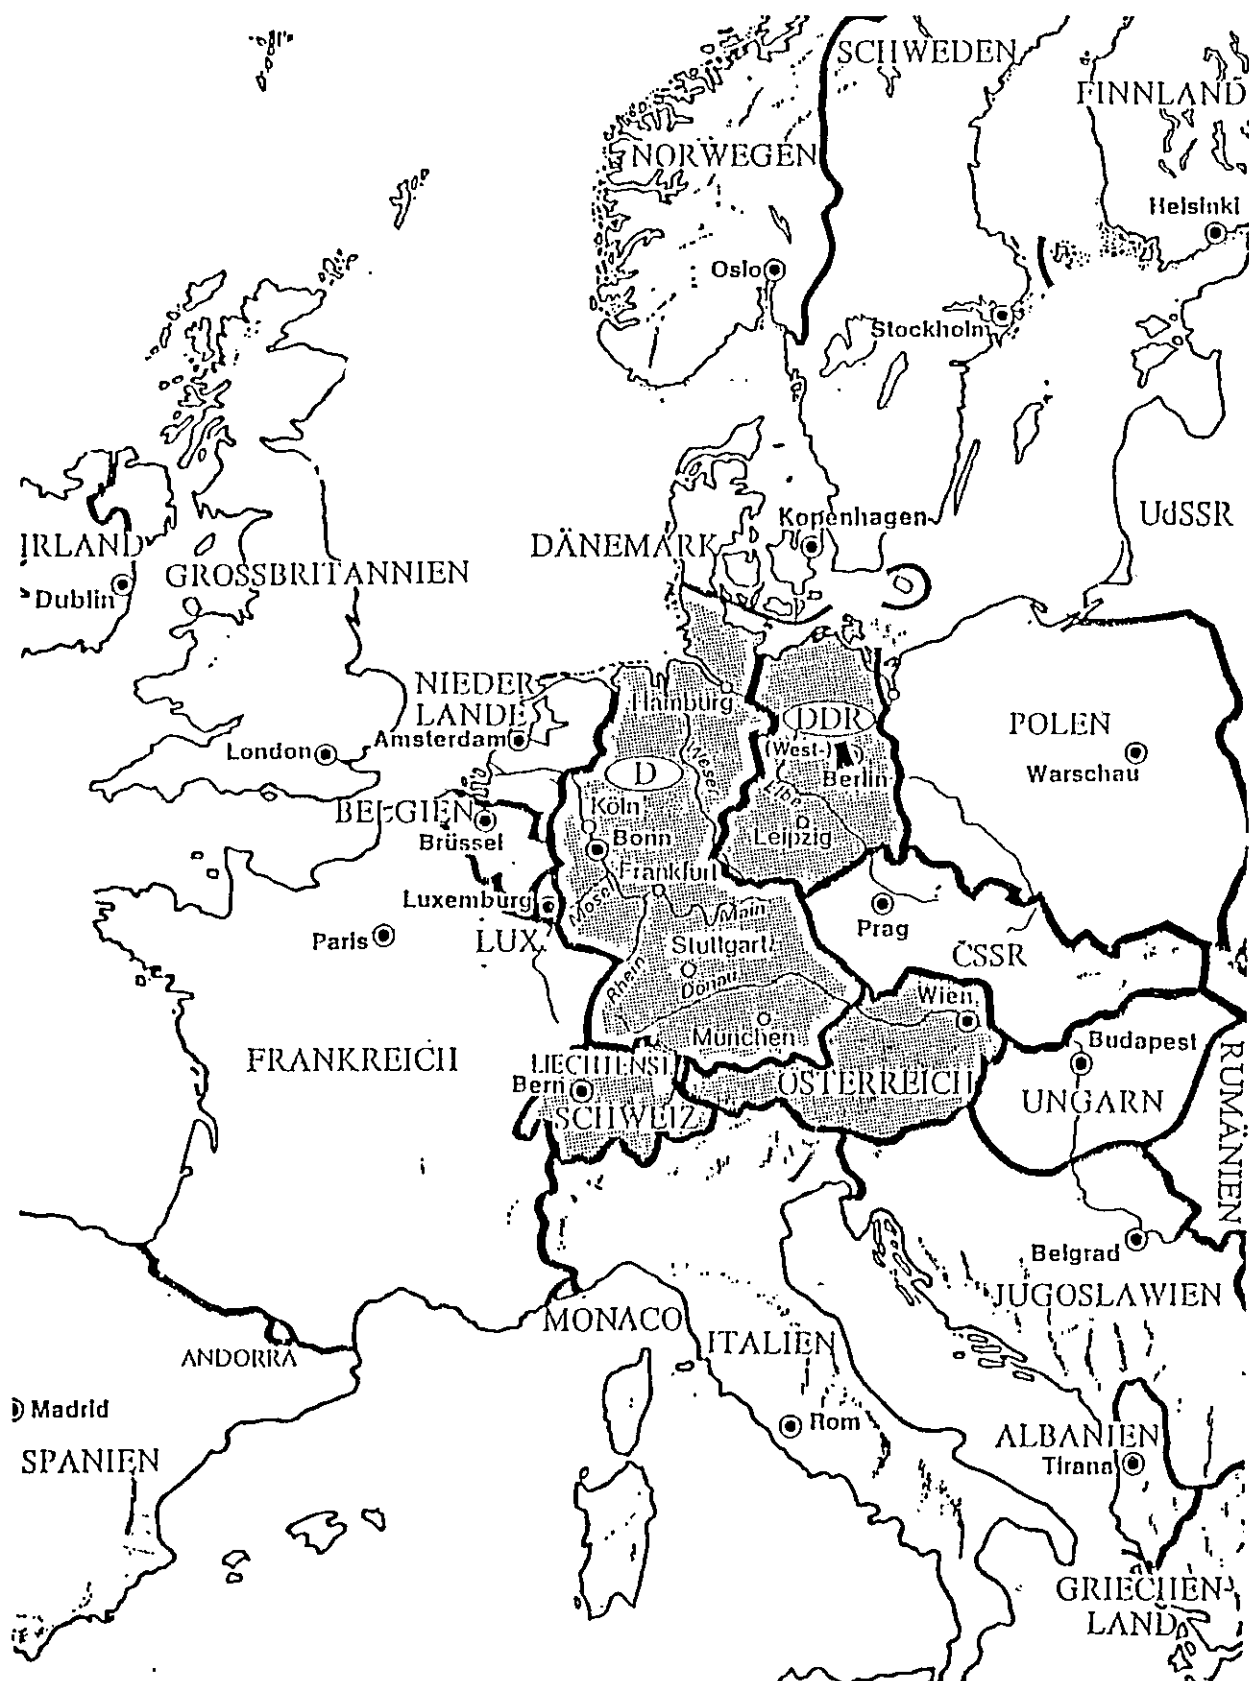 SCHWEDEN
FINNLAND
NORWEGEN
Helsinki
Oslo
Stockholm
UdSSR
Kopenhagen
DÄNEMARK
IRLAND
GROSSBRITANNIEN
Dublin
NIEDER
LANDE
Hamburg
DDR
POLEN
Amsterdam
London
(West-)
Berlin
Warschau
D
Weser
Elbe
BELGIEN
Köln
Brüssel
Bonn
Leipzig
Frankfurt
Luxemburg
Mosel
Main
Prag
Paris
LUX.
Stuttgart
ČSSR
Rhein
Donau
Wien
München
Budapest
FRANKREICH
LIECHTENST.
Bern
ÖSTERREICH
SCHWEIZ
UNGARN
RUMÄNIEN
Belgrad
JUGOSLAWIEN
MONACO
ITALIEN
ANDORRA
Madrid
Rom
ALBANIEN
Tirana
SPANIEN
GRIECHEN-
LAND